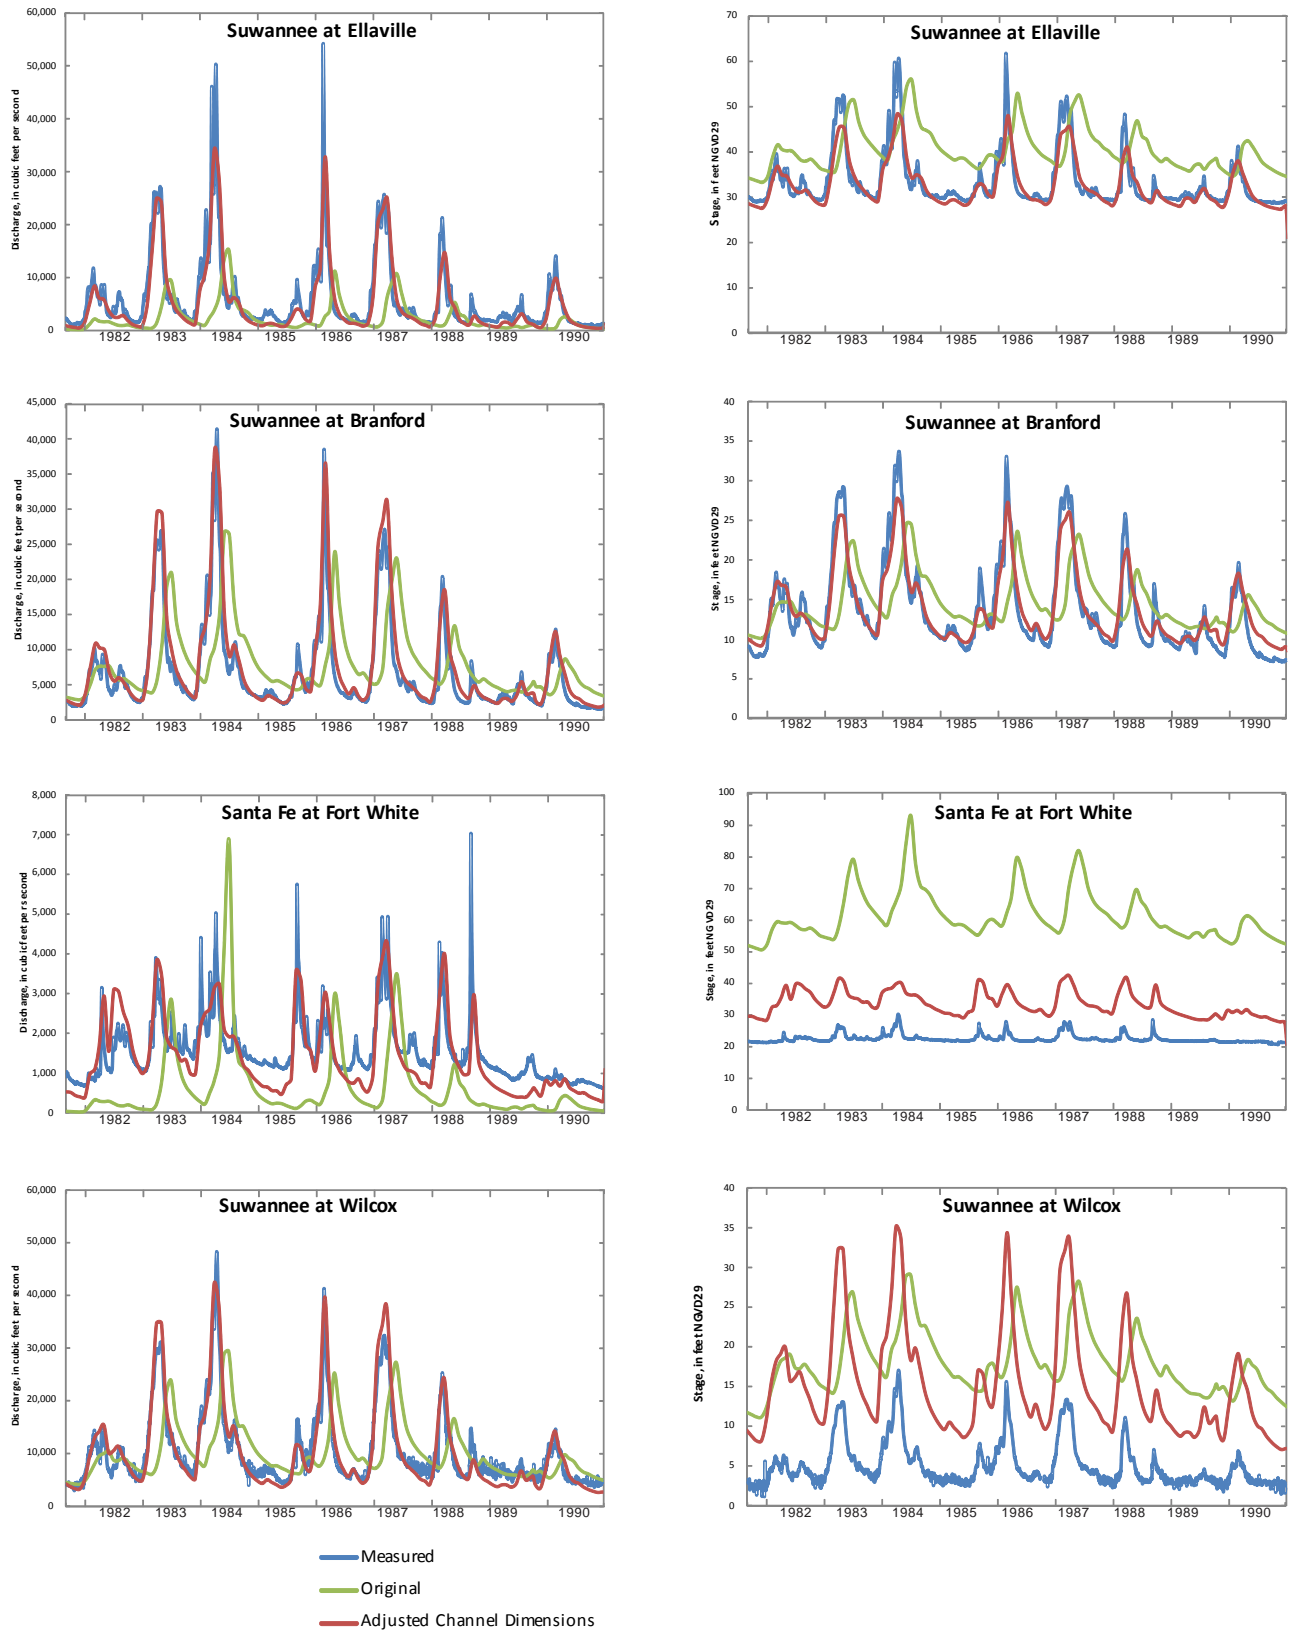 Suwannee at Ellaville
Discharge, in cubic feet per second
60,000
50,000
40,000
30,000
20,000
10,000
0
1982 1983 1984 1985 1986 1987 1988 1989 1990
Suwannee at Ellaville
Stage, in feet NGVD29
70
60
50
40
30
20
10
0
1982 1983 1984 1985 1986 1987 1988 1989 1990
Suwannee at Branford
Discharge, in cubic feet per second
45,000
40,000
35,000
30,000
25,000
20,000
15,000
10,000
5,000
0
1982 1983 1984 1985 1986 1987 1988 1989 1990
Suwannee at Branford
Stage, in feet NGVD29
40
35
30
25
20
15
10
5
0
1982 1983 1984 1985 1986 1987 1988 1989 1990
Santa Fe at Fort White
Discharge, in cubic feet per second
8,000
7,000
6,000
5,000
4,000
3,000
2,000
1,000
0
1982 1983 1984 1985 1986 1987 1988 1989 1990
Santa Fe at Fort White
Stage, in feet NGVD29
100
90
80
70
60
50
40
30
20
10
0
1982 1983 1984 1985 1986 1987 1988 1989 1990
Suwannee at Wilcox
Discharge, in cubic feet per second
60,000
50,000
40,000
30,000
20,000
10,000
0
1982 1983 1984 1985 1986 1987 1988 1989 1990
Suwannee at Wilcox
Stage, in feet NGVD29
40
35
30
25
20
15
10
5
0
1982 1983 1984 1985 1986 1987 1988 1989 1990
Measured
Original
Adjusted Channel Dimensions